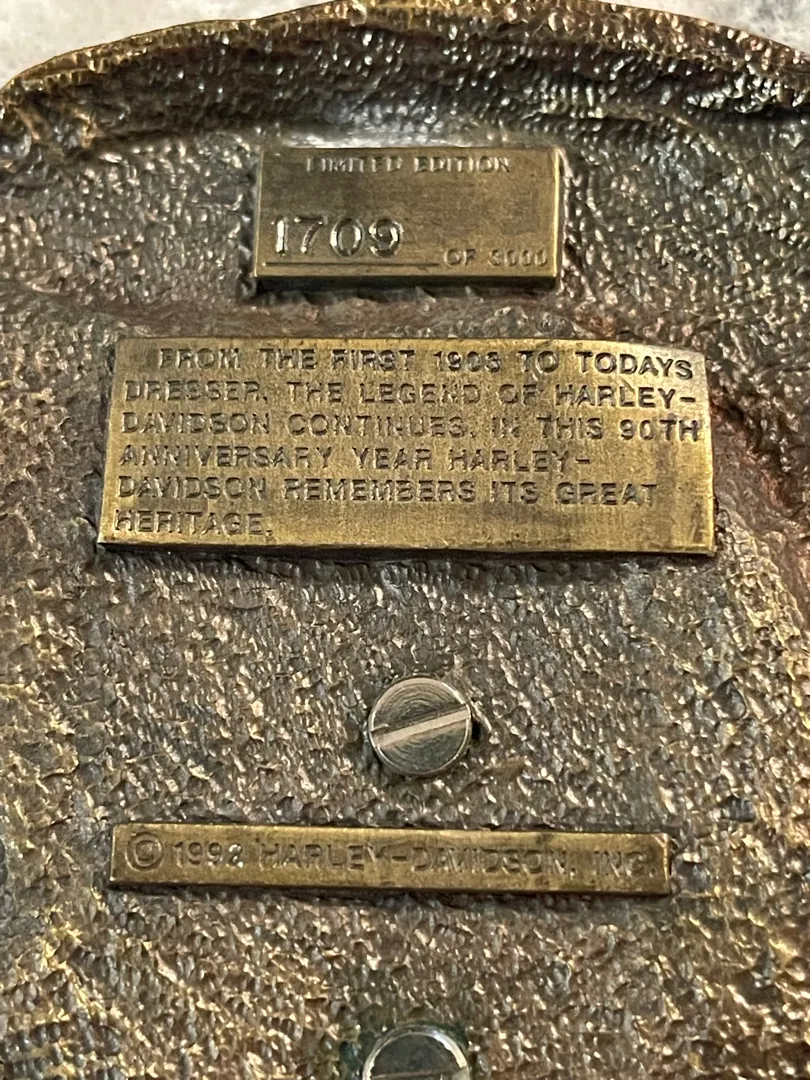 LIMITED EDITION
1709 OF 3000
FROM THE FIRST 1903 TO TODAYS
DRESSER, THE LEGEND OF HARLEY-
DAVIDSON CONTINUES. IN THIS 90TH
ANNIVERSARY YEAR HARLEY-
DAVIDSON REMEMBERS ITS GREAT
HERITAGE.
© 1992 HARLEY-DAVIDSON, INC.